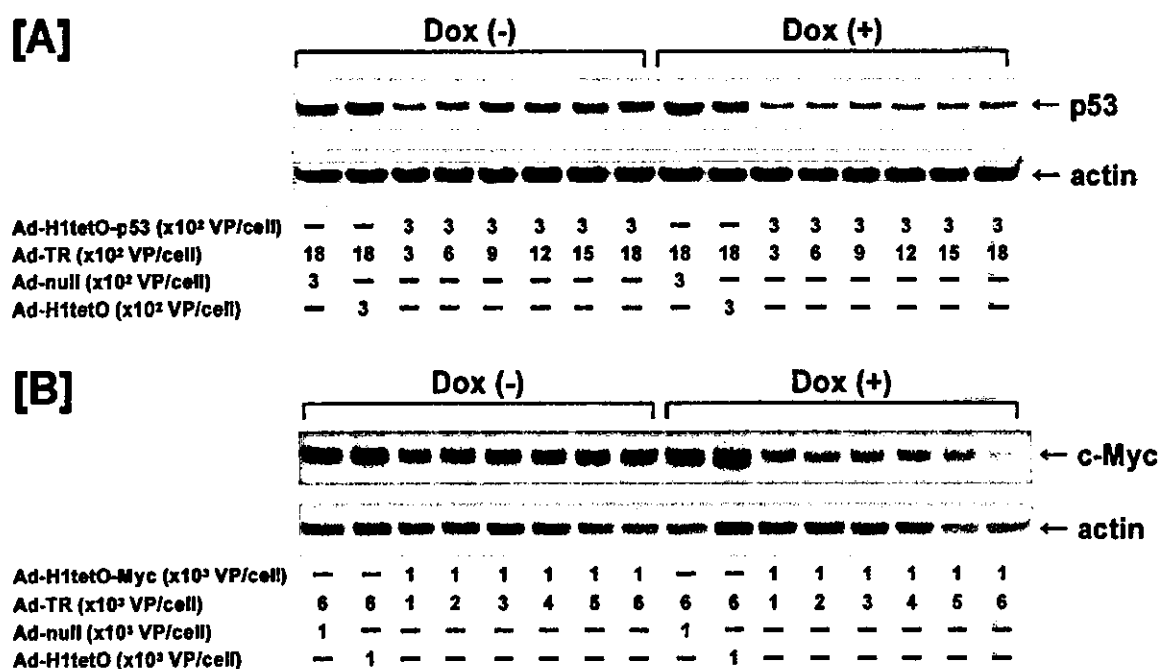 [A]
Dox (-) Dox (+)
← p53
← actin
Ad-H1tetO-p53 (x10² VP/cell) — — 3 3 3 3 3 3 — — 3 3 3 3 3 3
Ad-TR (x10² VP/cell) 18 18 3 6 9 12 15 18 18 18 3 6 9 12 15 18
Ad-null (x10² VP/cell) 3 — — — — — — — 3 — — — — — — —
Ad-H1tetO (x10² VP/cell) — 3 — — — — — — — 3 — — — — — —
[B]
Dox (-) Dox (+)
← c-Myc
← actin
Ad-H1tetO-Myc (x10³ VP/cell) — — 1 1 1 1 1 1 — — 1 1 1 1 1 1
Ad-TR (x10³ VP/cell) 6 6 1 2 3 4 5 6 6 6 1 2 3 4 5 6
Ad-null (x10³ VP/cell) 1 — — — — — — — 1 — — — — — — —
Ad-H1tetO (x10³ VP/cell) — 1 — — — — — — — 1 — — — — — —